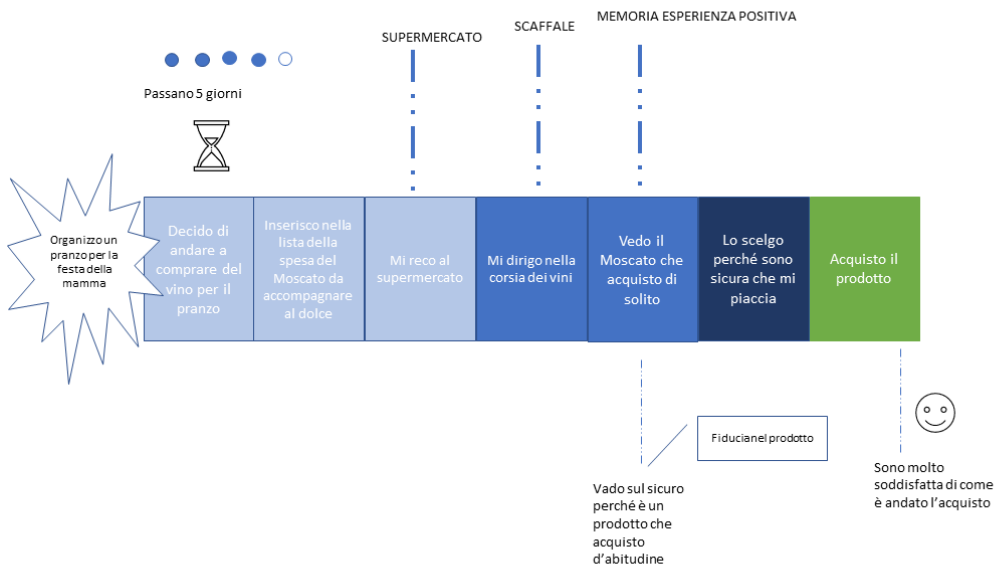 MEMORIA ESPERIENZA POSITIVA
SCAFFALE
SUPERMERCATO
Passano 5 giorni
Organizzo un
pranzo per la
festa della
mamma
Decido di
andare a
comprare del
vino per il
pranzo
Inserisco nella
lista della
spesa del
Moscato da
accompagnare
al dolce
Mi reco al
supermercato
Mi dirigo nella
corsia dei vini
Vedo il
Moscato che
acquisto di
solito
Lo scelgo
perché sono
sicura che mi
piaccia
Acquisto il
prodotto
Fiducia nel prodotto
Vado sul sicuro
perché è un
prodotto che
acquisto
d'abitudine
Sono molto
soddisfatta di come
è andato l'acquisto